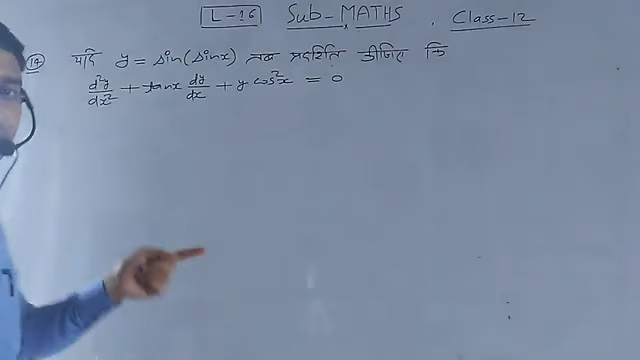 L-16 Sub-MATHS. Class-12
(14) यदि y = sin(sinx) तब प्रदर्शित कीजिए कि
d²y/dx² + tanx dy/dx + y cos²x = 0